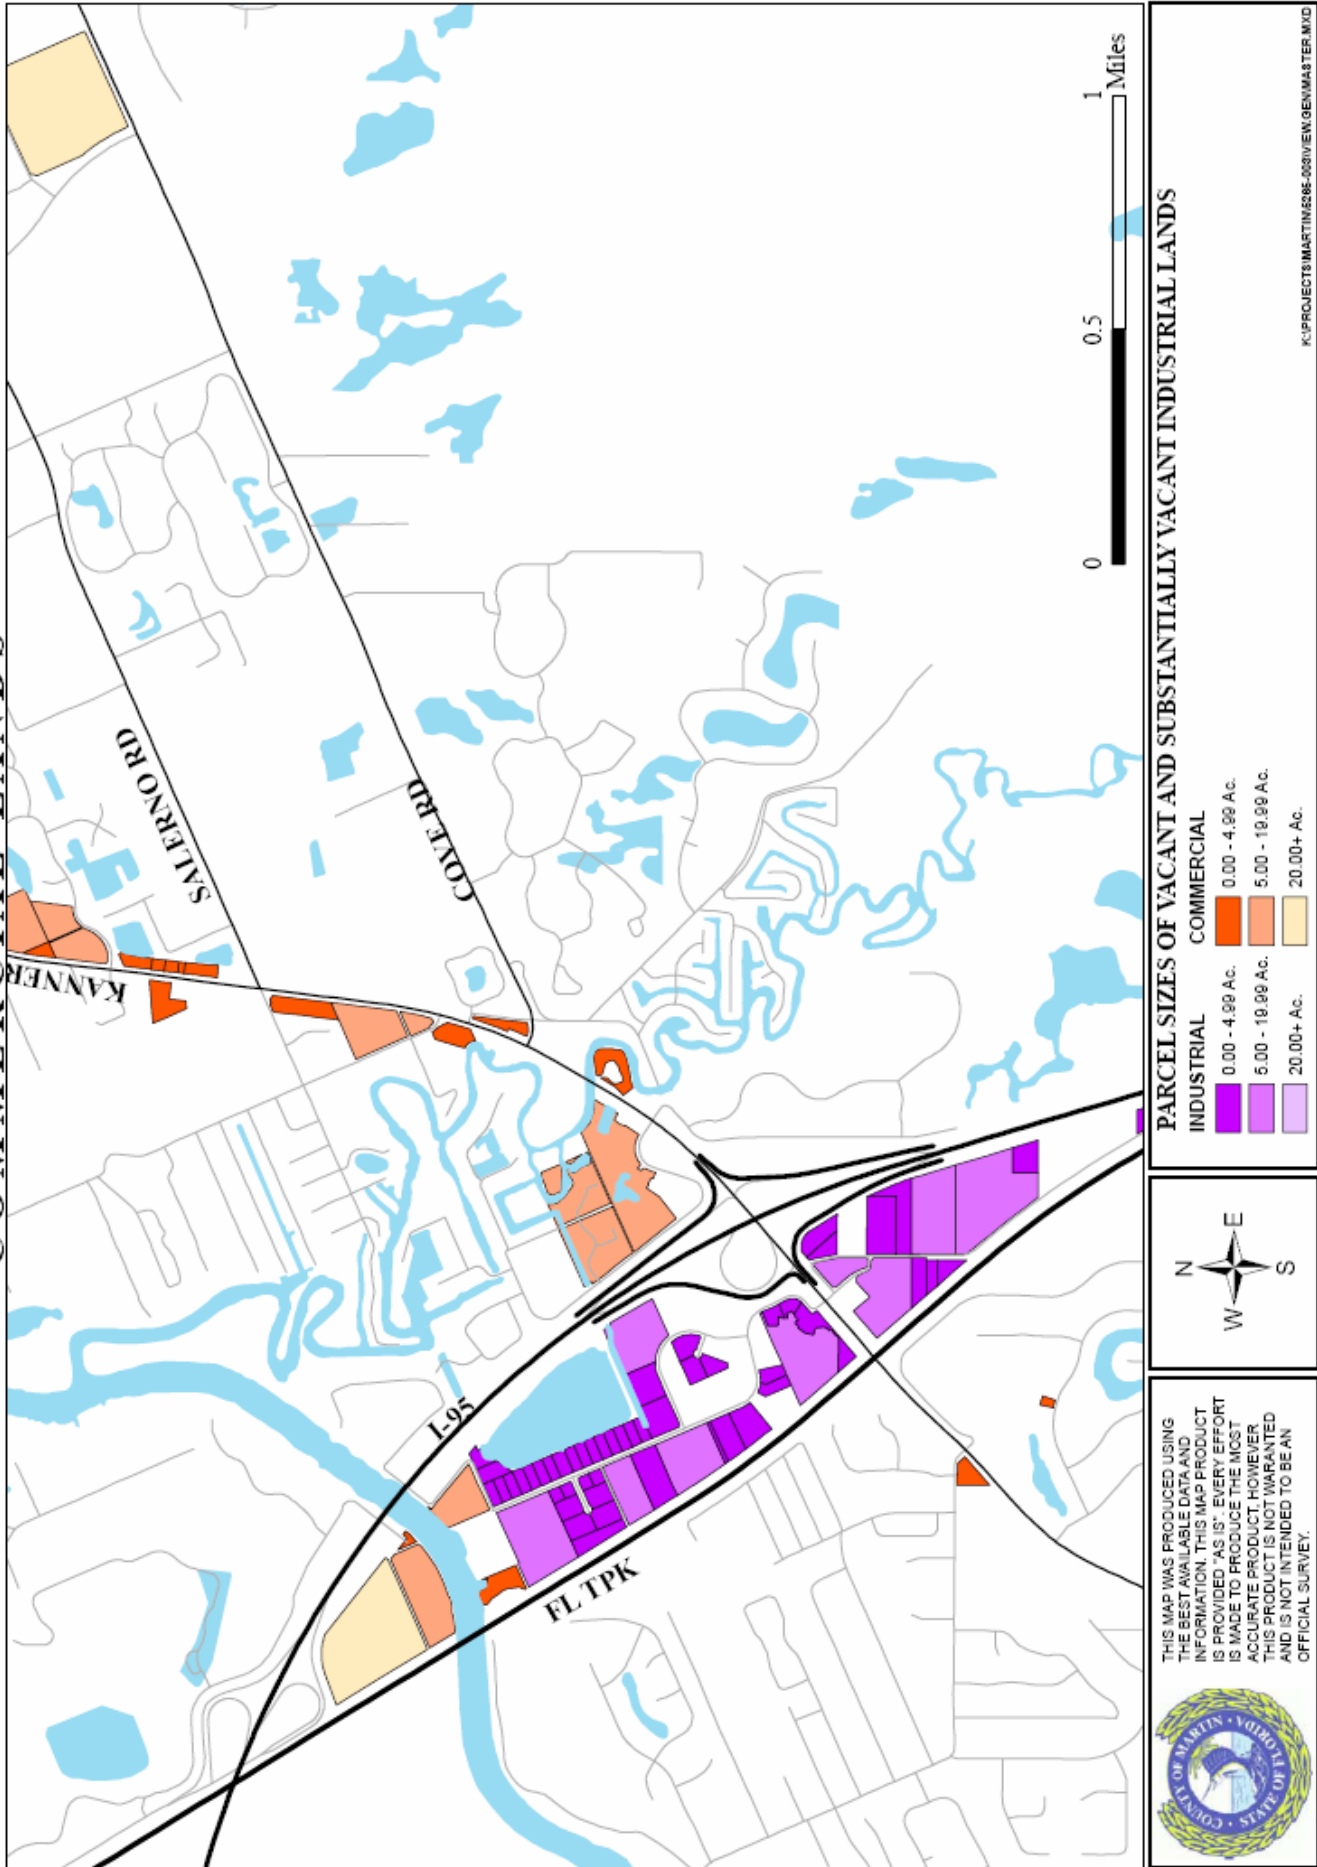 KANNER
SALERNO RD
COVE RD
I-95
FL TPK
0 0.5 1
Miles
PARCEL SIZES OF VACANT AND SUBSTANTIALLY VACANT INDUSTRIAL LANDS
INDUSTRIAL
0.00 - 4.99 Ac.
5.00 - 19.99 Ac.
20.00+ Ac.
COMMERCIAL
0.00 - 4.99 Ac.
5.00 - 19.99 Ac.
20.00+ Ac.
N
W E
S
THIS MAP WAS PRODUCED USING
THE BEST AVAILABLE DATA AND
INFORMATION. THIS MAP PRODUCT
IS PROVIDED "AS IS". EVERY EFFORT
IS MADE TO PRODUCE THE MOST
ACCURATE PRODUCT. HOWEVER
THIS PRODUCT IS NOT WARANTED
AND IS NOT INTENDED TO BE AN
OFFICIAL SURVEY.
COUNTY OF MARTIN • STATE OF FLORIDA •